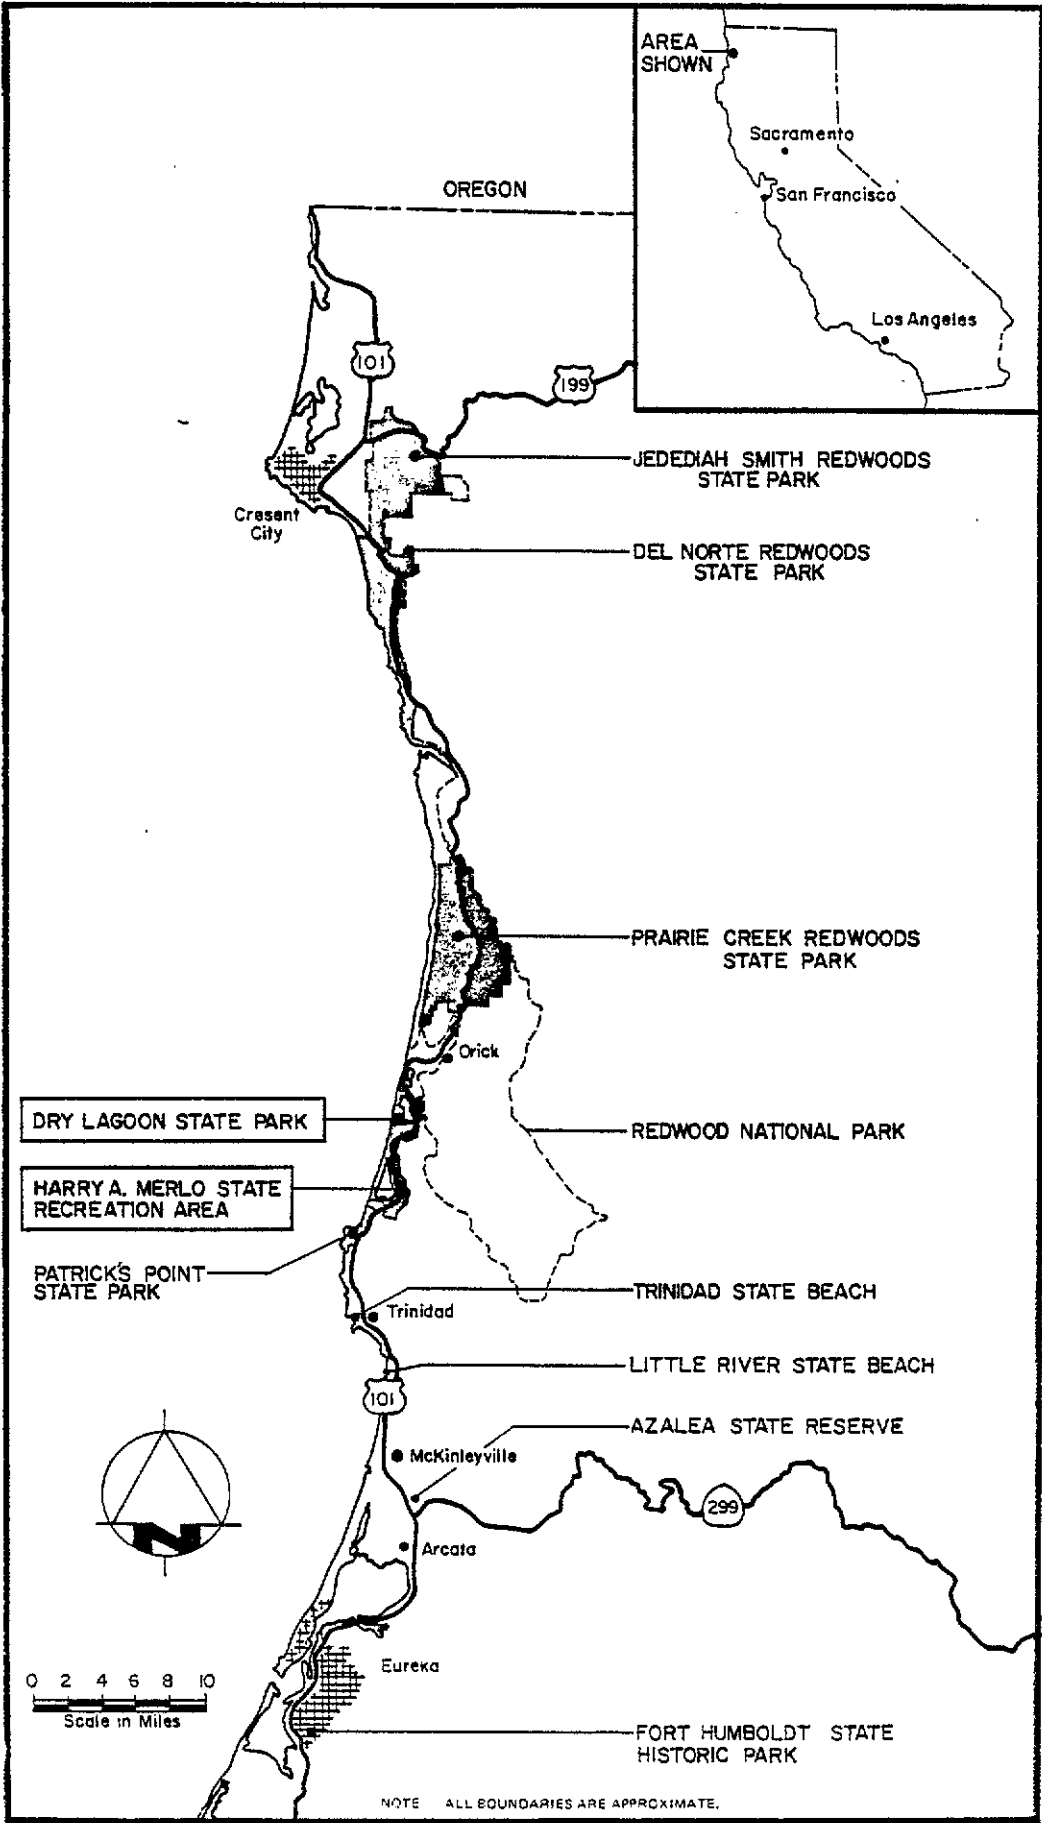 AREA
SHOWN
Sacramento
San Francisco
Los Angeles
OREGON
101
199
JEDEDIAH SMITH REDWOODS
STATE PARK
Cresent
City
DEL NORTE REDWOODS
STATE PARK
PRAIRIE CREEK REDWOODS
STATE PARK
Orick
DRY LAGOON STATE PARK
REDWOOD NATIONAL PARK
HARRY A. MERLO STATE
RECREATION AREA
PATRICK'S POINT
STATE PARK
TRINIDAD STATE BEACH
Trinidad
LITTLE RIVER STATE BEACH
101
AZALEA STATE RESERVE
McKinleyville
299
N
Arcata
Eureka
0 2 4 6 8 10
Scale in Miles
FORT HUMBOLDT STATE
HISTORIC PARK
NOTE ALL BOUNDARIES ARE APPROXIMATE.